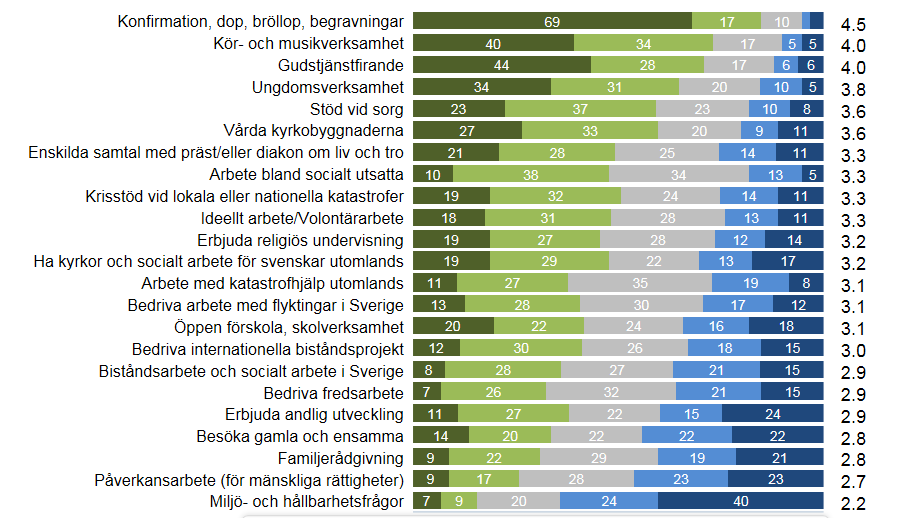 Konfirmation, dop, bröllop, begravningar 69 17 10 4.5
Kör- och musikverksamhet 40 34 17 5 5 4.0
Gudstjänstfirande 44 28 17 6 6 4.0
Ungdomsverksamhet 34 31 20 10 5 3.8
Stöd vid sorg 23 37 23 10 8 3.6
Vårda kyrkobyggnaderna 27 33 20 9 11 3.6
Enskilda samtal med präst/eller diakon om liv och tro 21 28 25 14 11 3.3
Arbete bland socialt utsatta 10 38 34 13 5 3.3
Krisstöd vid lokala eller nationella katastrofer 19 32 24 14 11 3.3
Ideellt arbete/Volontärarbete 18 31 28 13 11 3.3
Erbjuda religiös undervisning 19 27 28 12 14 3.2
Ha kyrkor och socialt arbete för svenskar utomlands 19 29 22 13 17 3.2
Arbete med katastrofhjälp utomlands 11 27 35 19 8 3.1
Bedriva arbete med flyktingar i Sverige 13 28 30 17 12 3.1
Öppen förskola, skolverksamhet 20 22 24 16 18 3.1
Bedriva internationella biståndsprojekt 12 30 26 18 15 3.0
Biståndsarbete och socialt arbete i Sverige 8 28 27 21 15 2.9
Bedriva fredsarbete 7 26 32 21 15 2.9
Erbjuda andlig utveckling 11 27 22 15 24 2.9
Besöka gamla och ensamma 14 20 22 22 22 2.8
Familjerådgivning 9 22 29 19 21 2.8
Påverkansarbete (för mänskliga rättigheter) 9 17 28 23 23 2.7
Miljö- och hållbarhetsfrågor 7 9 20 24 40 2.2